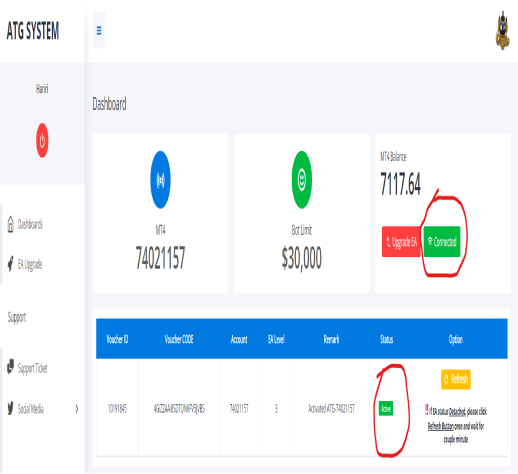 ATG SYSTEM
Hariri
Dashboards
EA Upgrade
Support
Support Ticket
Social Media
Dashboard
MT4
74021157
Bot Limit
$30,000
MT4 Balance
7117.64
Upgrade EA
Connected
Voucher ID Voucher CODE Account EA Level Remark Status Option
10191845 74021157 3 Activated ATG-74021157 Active Refresh
If EA status Detached, please click
Refresh Button once and wait for
couple minute